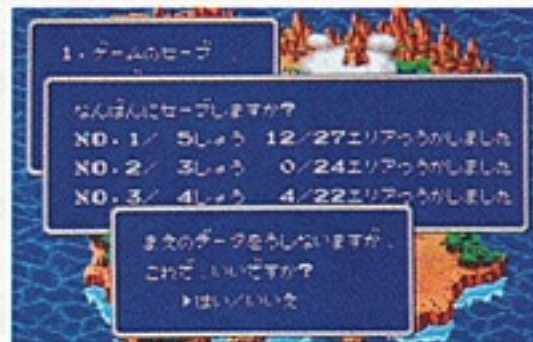 1.ゲームのセーブ
なんばんにセーブしますか?
NO.1/ 5しょう 12/27エリアつうかしました
NO.2/ 3しょう 0/24エリアつうかしました
NO.3/ 4しょう 4/22エリアつうかしました
まえのデータをうしないますが、
これで、いいですか?
▶はい/いいえ